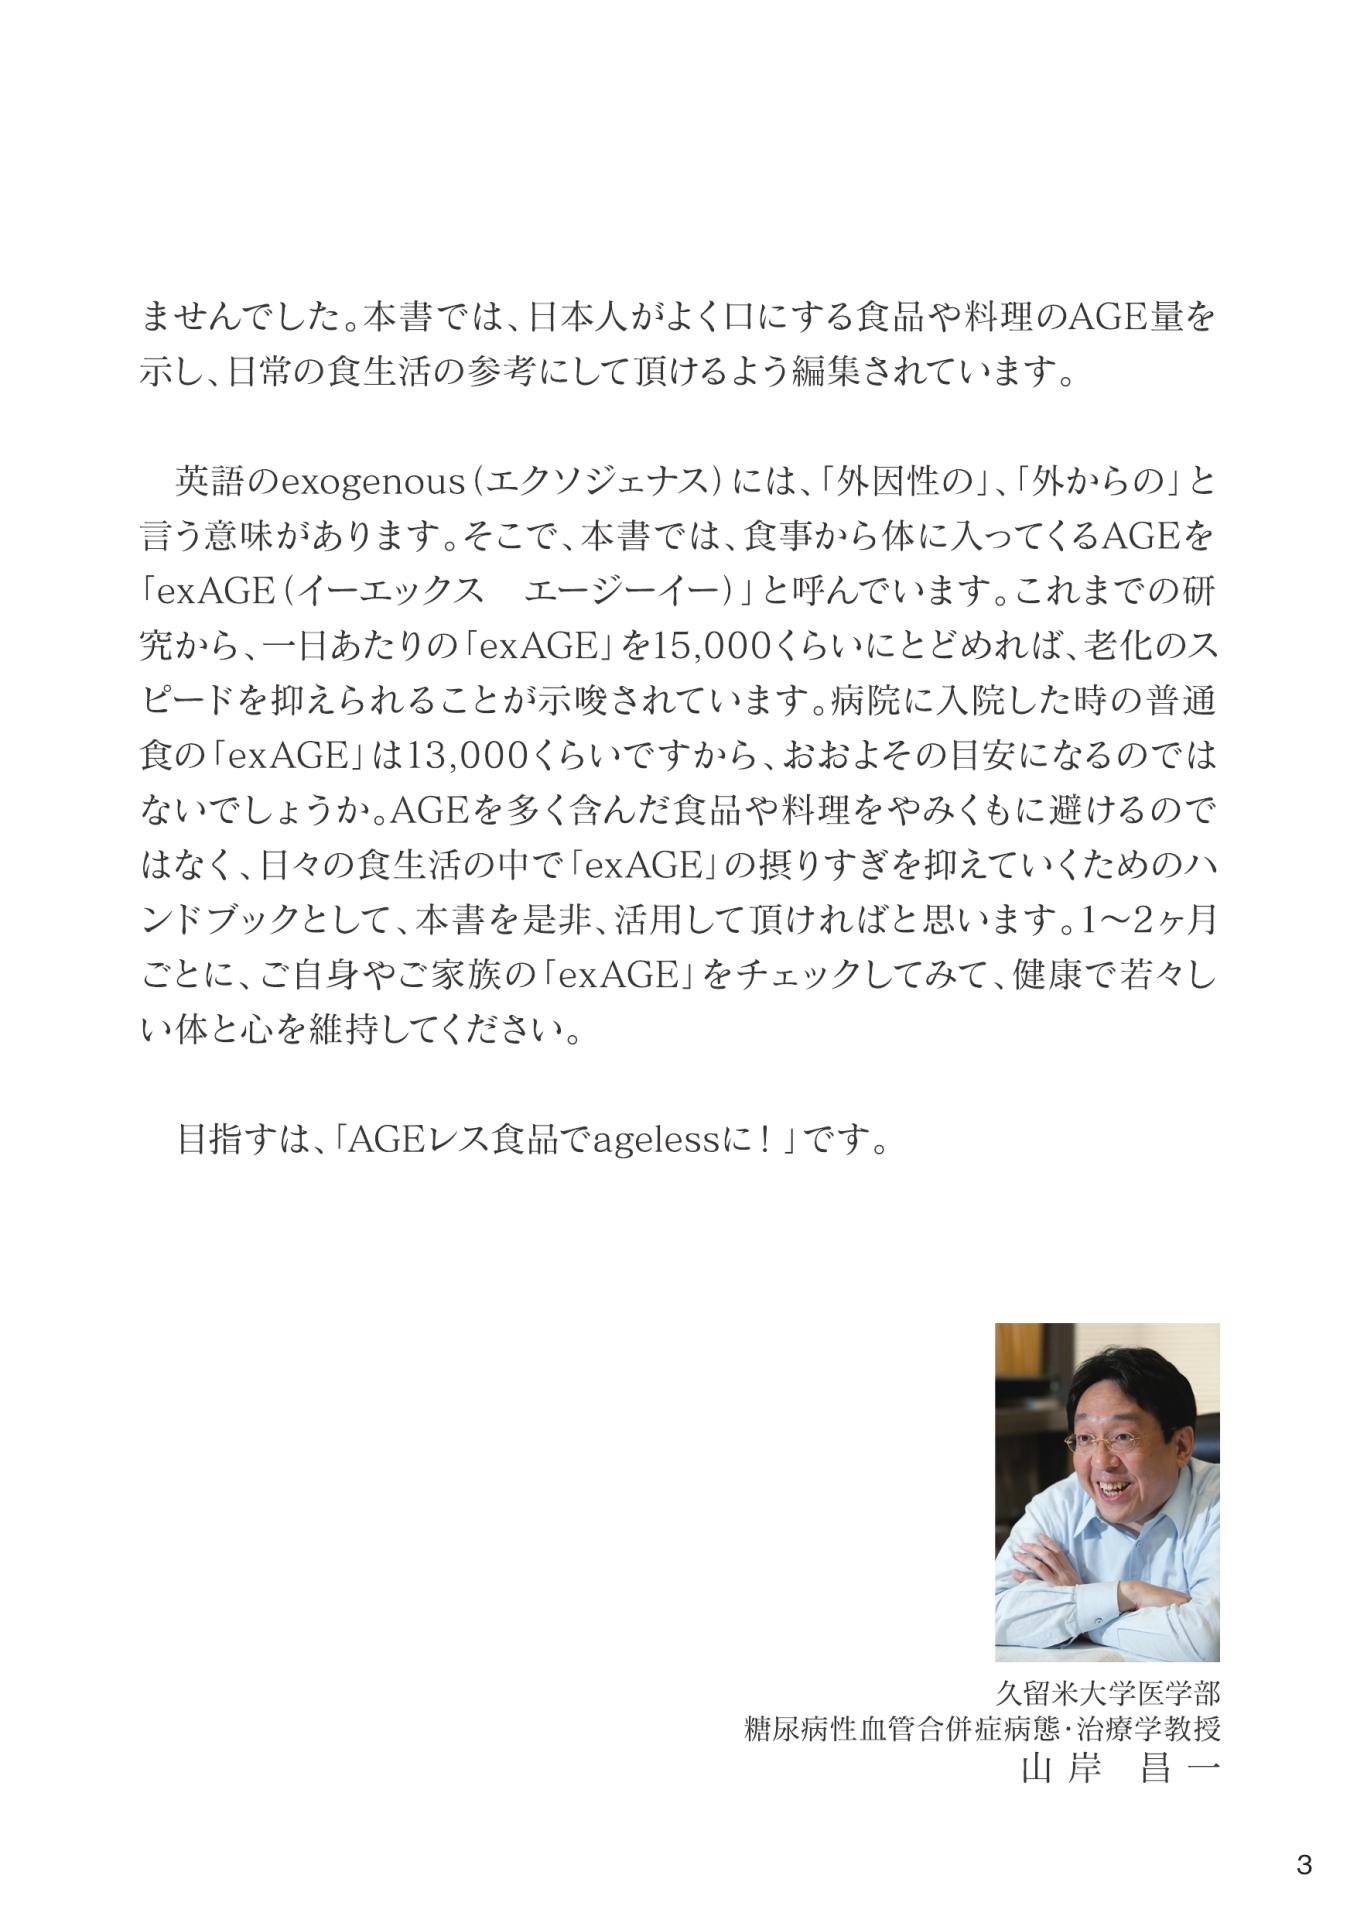 ませんでした。本書では、日本人がよく口にする食品や料理のAGE量を
示し、日常の食生活の参考にして頂けるよう編集されています。
英語のexogenous（エクソジェナス）には、「外因性の」、「外からの」と
言う意味があります。そこで、本書では、食事から体に入ってくるAGEを
「exAGE（イーエックス　エージーイー）」と呼んでいます。これまでの研
究から、一日あたりの「exAGE」を15,000くらいにとどめれば、老化のス
ピードを抑えられることが示唆されています。病院に入院した時の普通
食の「exAGE」は13,000くらいですから、おおよその目安になるのでは
ないでしょうか。AGEを多く含んだ食品や料理をやみくもに避けるので
はなく、日々の食生活の中で「exAGE」の摂りすぎを抑えていくためのハ
ンドブックとして、本書を是非、活用して頂ければと思います。1〜2ヶ月
ごとに、ご自身やご家族の「exAGE」をチェックしてみて、健康で若々し
い体と心を維持してください。
目指すは、「AGEレス食品でagelessに！」です。
久留米大学医学部
糖尿病性血管合併症病態・治療学教授
山岸　昌一
3